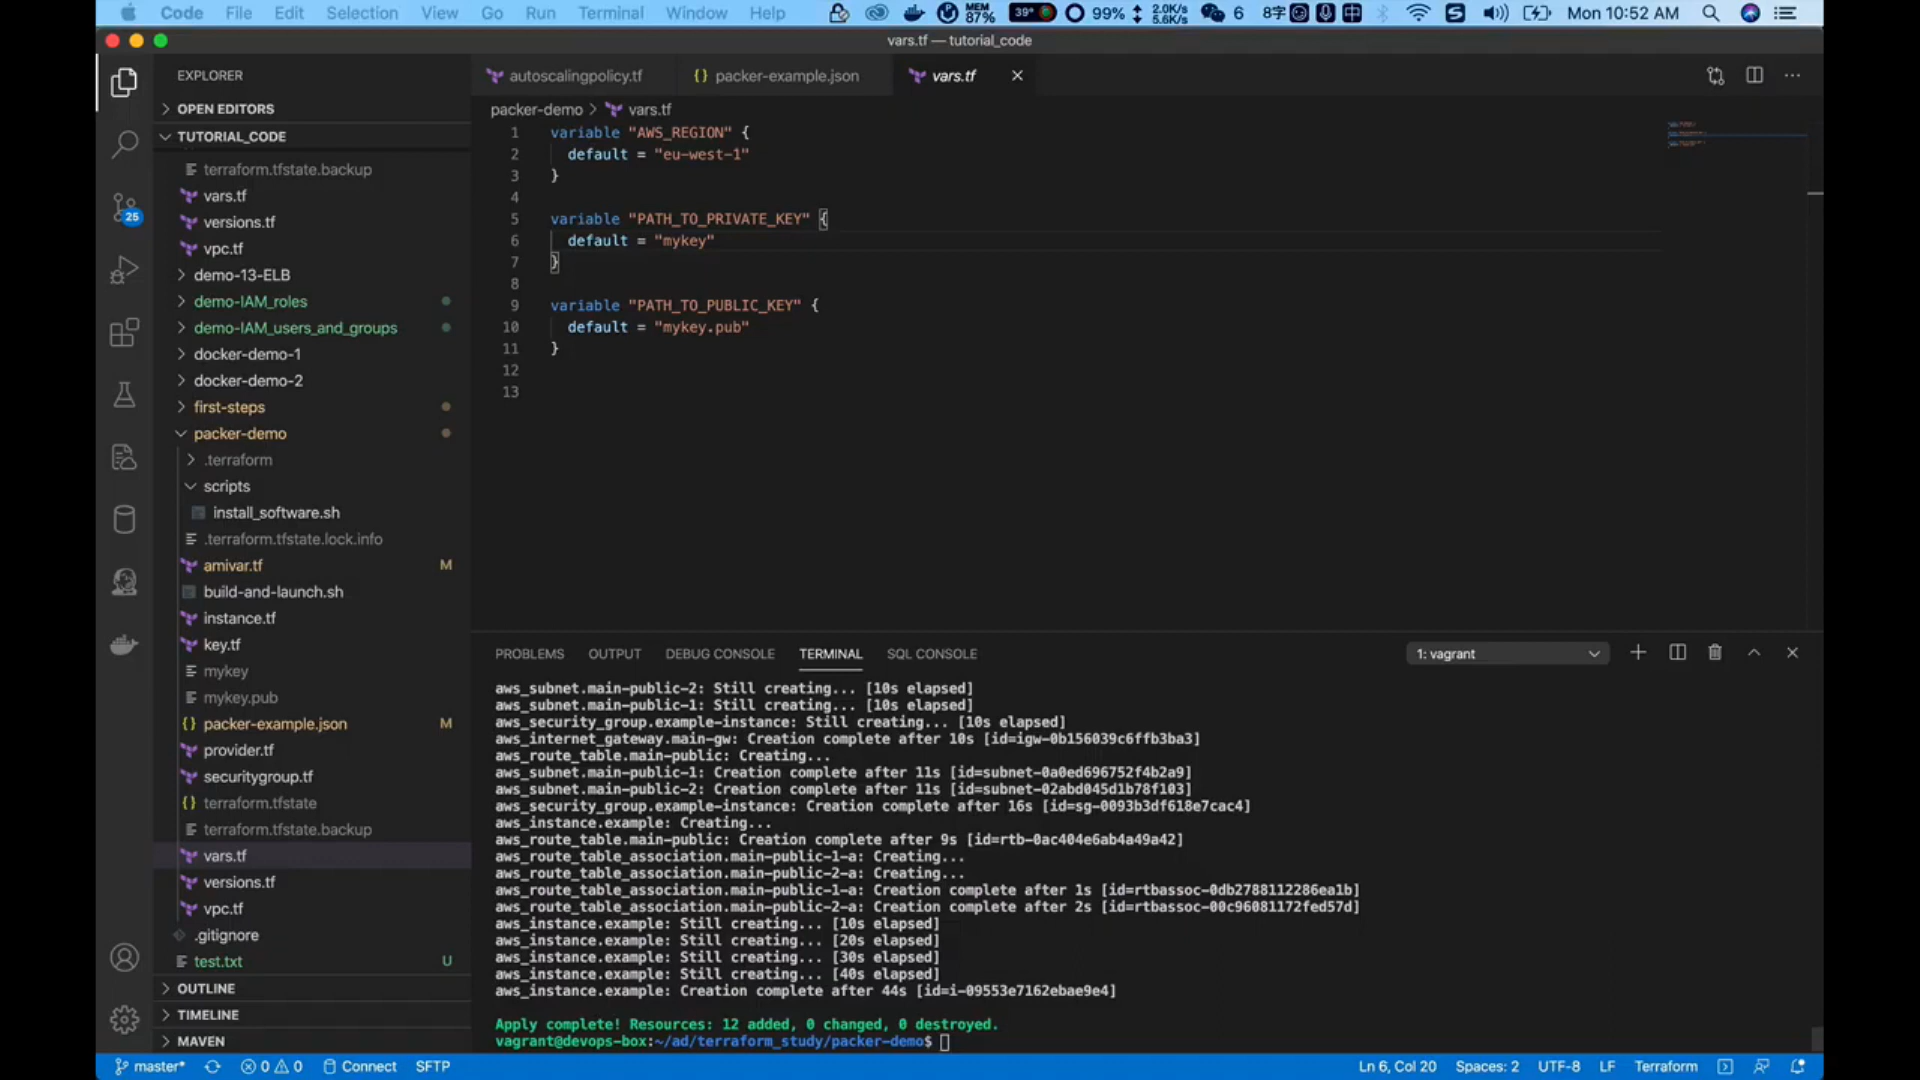 Code File Edit Selection View Go Run Terminal Window Help MEM 87% 39° 99% 2.0K/s 5.6K/s 6 8字 中 Mon 10:52 AM
vars.tf — tutorial_code
EXPLORER
autoscalingpolicy.tf
{} packer-example.json
vars.tf
OPEN EDITORS
TUTORIAL_CODE
terraform.tfstate.backup
vars.tf
versions.tf
vpc.tf
demo-13-ELB
demo-IAM_roles
demo-IAM_users_and_groups
docker-demo-1
docker-demo-2
first-steps
packer-demo
.terraform
scripts
install_software.sh
.terraform.tfstate.lock.info
amivar.tf M
build-and-launch.sh
instance.tf
key.tf
mykey
mykey.pub
{} packer-example.json M
provider.tf
securitygroup.tf
{} terraform.tfstate
terraform.tfstate.backup
vars.tf
versions.tf
vpc.tf
.gitignore
test.txt U
OUTLINE
TIMELINE
MAVEN
25
packer-demo > vars.tf
1 variable "AWS_REGION" {
2 default = "eu-west-1"
3 }
4
5 variable "PATH_TO_PRIVATE_KEY" {
6 default = "mykey"
7 }
8
9 variable "PATH_TO_PUBLIC_KEY" {
10 default = "mykey.pub"
11 }
12
13
PROBLEMS OUTPUT DEBUG CONSOLE TERMINAL SQL CONSOLE 1: vagrant
aws_subnet.main-public-2: Still creating... [10s elapsed]
aws_subnet.main-public-1: Still creating... [10s elapsed]
aws_security_group.example-instance: Still creating... [10s elapsed]
aws_internet_gateway.main-gw: Creation complete after 10s [id=igw-0b156039c6ffb3ba3]
aws_route_table.main-public: Creating...
aws_subnet.main-public-1: Creation complete after 11s [id=subnet-0a0ed696752f4b2a9]
aws_subnet.main-public-2: Creation complete after 11s [id=subnet-02abd045d1b78f103]
aws_security_group.example-instance: Creation complete after 16s [id=sg-0093b3df618e7cac4]
aws_instance.example: Creating...
aws_route_table.main-public: Creation complete after 9s [id=rtb-0ac404e6ab4a49a42]
aws_route_table_association.main-public-1-a: Creating...
aws_route_table_association.main-public-2-a: Creating...
aws_route_table_association.main-public-1-a: Creation complete after 1s [id=rtbassoc-0db2788112286ea1b]
aws_route_table_association.main-public-2-a: Creation complete after 2s [id=rtbassoc-00c96081172fed57d]
aws_instance.example: Still creating... [10s elapsed]
aws_instance.example: Still creating... [20s elapsed]
aws_instance.example: Still creating... [30s elapsed]
aws_instance.example: Still creating... [40s elapsed]
aws_instance.example: Creation complete after 44s [id=i-09553e7162ebae9e4]
Apply complete! Resources: 12 added, 0 changed, 0 destroyed.
vagrant@devops-box:~/ad/terraform_study/packer-demo$
master* 0 0 Connect SFTP Ln 6, Col 20 Spaces: 2 UTF-8 LF Terraform